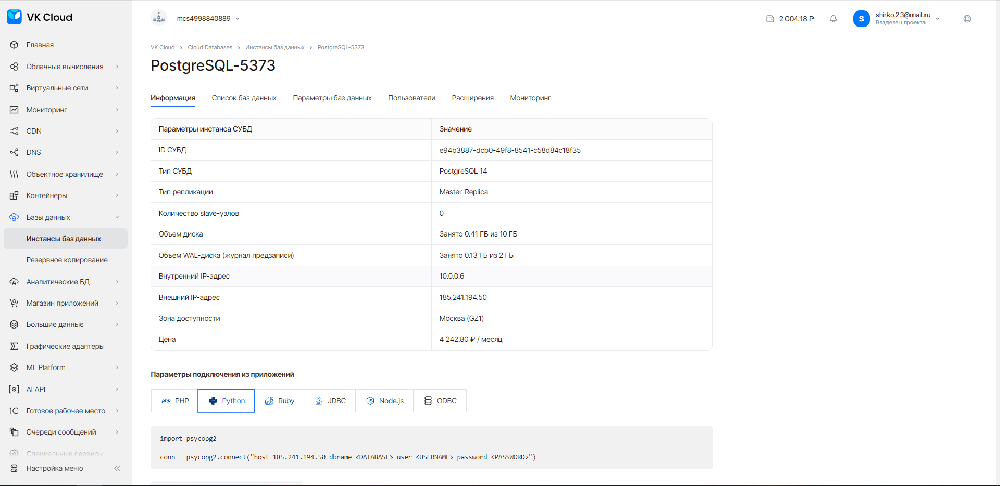 VK Cloud
Главная
Облачные вычисления
Виртуальные сети
Мониторинг
CDN
DNS
Объектное хранилище
Контейнеры
Базы данных
Инстансы баз данных
Резервное копирование
Аналитические БД
Магазин приложений
Большие данные
Графические адаптеры
ML Platform
AI API
1C Готовое рабочее место
Очереди сообщений
Специальные сервисы
Настройка меню
mcs4998840889
2 004.18 ₽
S
shirko.23@mail.ru
Владелец проекта
VK Cloud > Cloud Databases > Инстансы баз данных > PostgreSQL-5373
PostgreSQL-5373
Информация Список баз данных Параметры баз данных Пользователи Расширения Мониторинг
Параметры инстанса СУБД Значение
ID СУБД e94b3887-dcb0-49f8-8541-c58d84c18f35
Тип СУБД PostgreSQL 14
Тип репликации Master-Replica
Количество slave-узлов 0
Объем диска Занято 0.41 ГБ из 10 ГБ
Объем WAL-диска (журнал предзаписи) Занято 0.13 ГБ из 2 ГБ
Внутренний IP-адрес 10.0.0.6
Внешний IP-адрес 185.241.194.50
Зона доступности Москва (GZ1)
Цена 4 242.80 ₽ / месяц
Параметры подключения из приложений
php PHP Python Ruby JDBC Node.js ODBC
import psycopg2
conn = psycopg2.connect("host=185.241.194.50 dbname=<DATABASE> user=<USERNAME> password=<PASSWORD>")